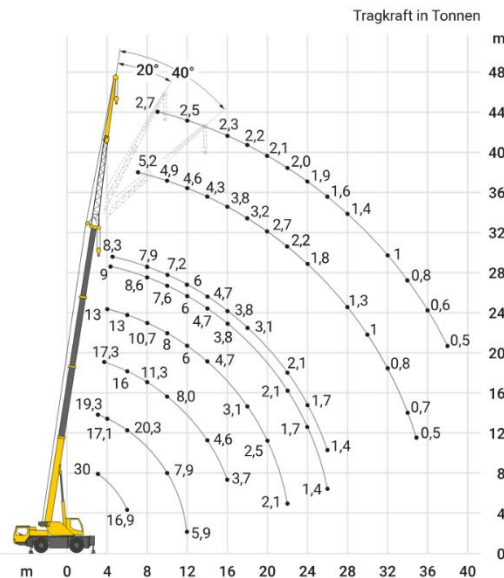 Tragkraft in Tonnen
m
20° 40°
48
2,7 2,5 2,3 2,2 2,1 2,0 1,9 1,6 1,4 1 0,8 0,6 0,5
44
5,2 4,9 4,6 4,3 3,8 3,2 2,7 2,2 1,8 1,3 1 0,8 0,7 0,5
40
36
32
8,3 7,9 7,2 6 4,7 3,8 3,1 2,1 1,7 1,4
28
9 8,6 7,6 6 4,7 3,8 2,1 1,7 1,4
24
13 13 10,7 8 6 4,7 3,1 2,5 2,1
20
17,3 16 11,3 8,0 4,6 3,7
16
19,3 17,1 20,3 7,9 5,9
12
30 16,9
8
4
0
m 0 4 8 12 16 20 24 28 32 36 40